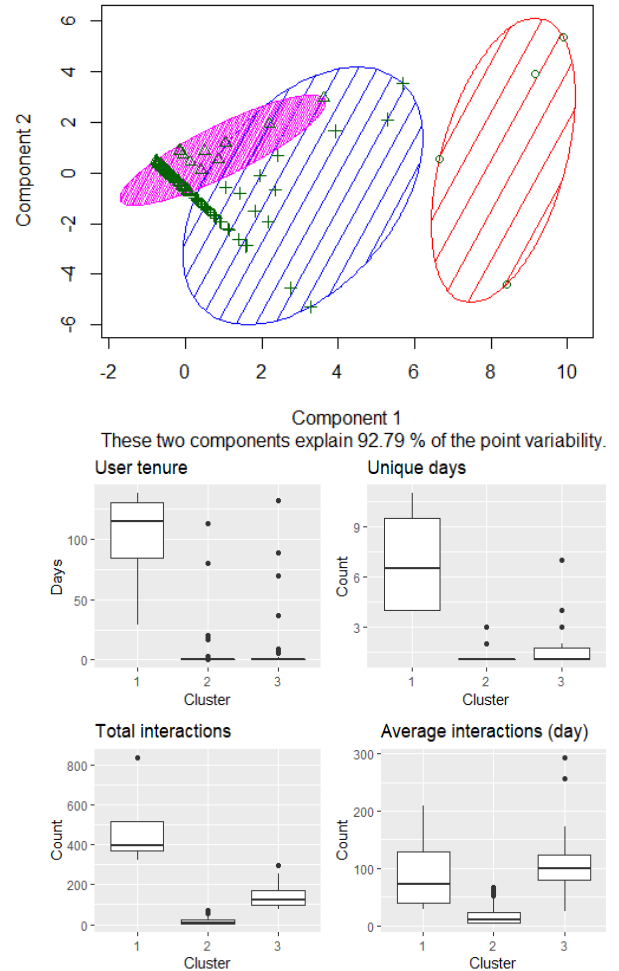 6
4
2
0
-2
-4
-6
Component 2
-2 0 2 4 6 8 10
Component 1
These two components explain 92.79 % of the point variability.
User tenure
100
50
0
Days
1 2 3
Cluster
Unique days
9
6
3
Count
1 2 3
Cluster
Total interactions
800
600
400
200
0
Count
1 2 3
Cluster
Average interactions (day)
300
200
100
0
Count
1 2 3
Cluster